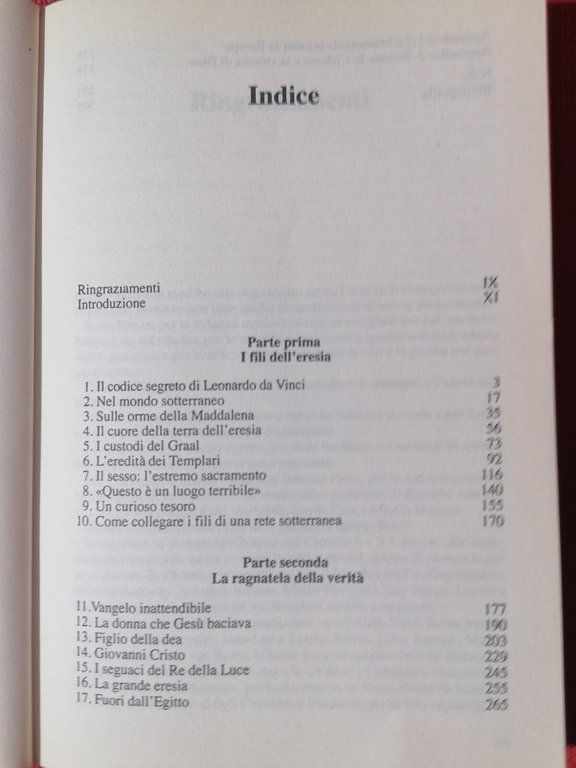 Indice
Ringraziamenti IX
Introduzione XI
Parte prima
I fili dell'eresia
1. Il codice segreto di Leonardo da Vinci 3
2. Nel mondo sotterraneo 17
3. Sulle orme della Maddalena 35
4. Il cuore della terra dell'eresia 56
5. I custodi del Graal 73
6. L'eredità dei Templari 92
7. Il sesso: l'estremo sacramento 116
8. «Questo è un luogo terribile» 140
9. Un curioso tesoro 155
10. Come collegare i fili di una rete sotterranea 170
Parte seconda
La ragnatela della verità
11. Vangelo inattendibile 177
12. La donna che Gesù baciava 190
13. Figlio della dea 203
14. Giovanni Cristo 229
15. I seguaci del Re della Luce 245
16. La grande eresia 255
17. Fuori dall'Egitto 265